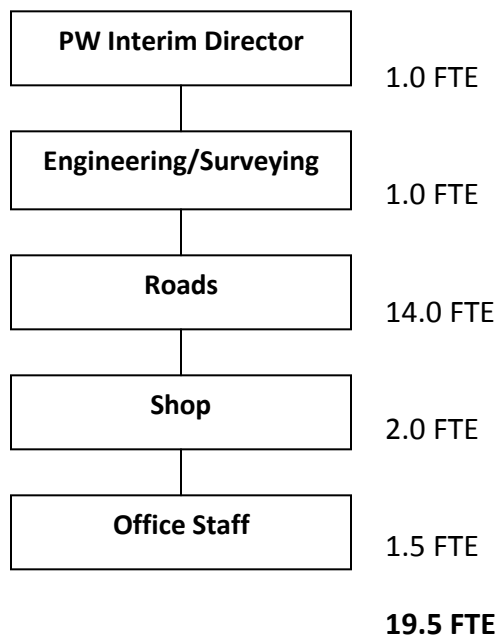 PW Interim Director
1.0 FTE
Engineering/Surveying
1.0 FTE
Roads
14.0 FTE
Shop
2.0 FTE
Office Staff
1.5 FTE
19.5 FTE